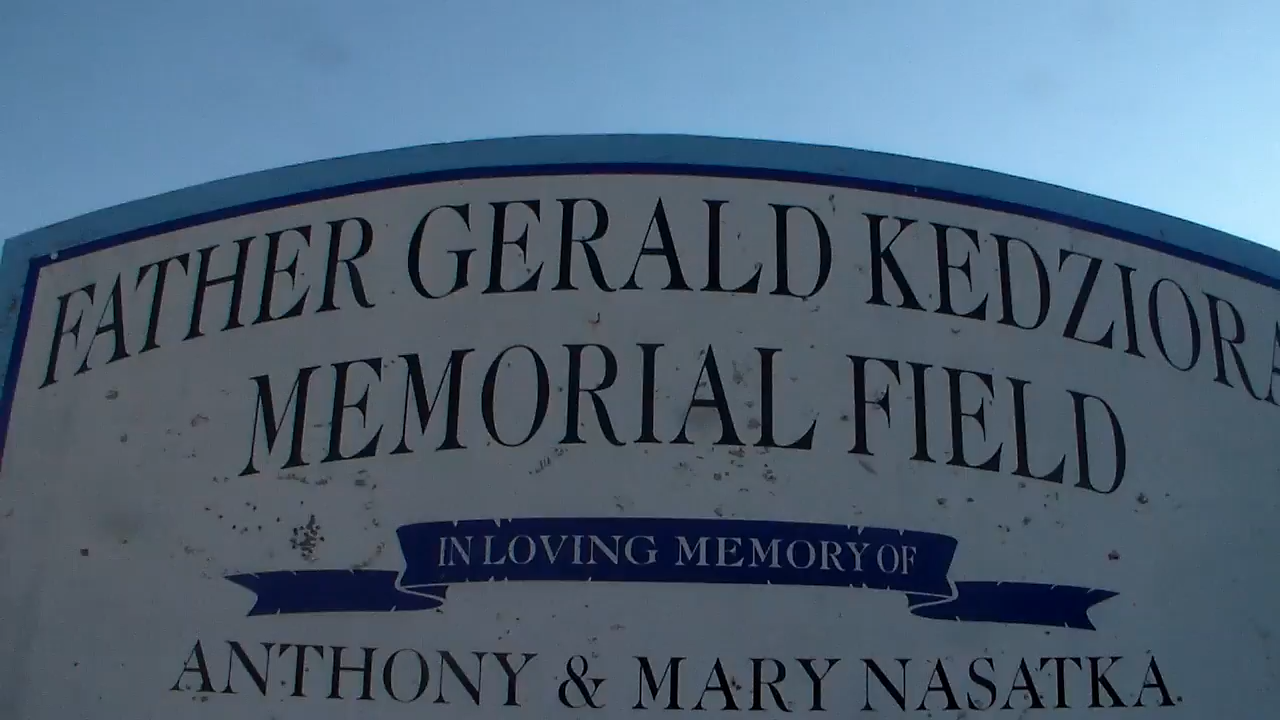 FATHER GERALD KEDZIORA
MEMORIAL FIELD
IN LOVING MEMORY OF
ANTHONY & MARY NASATKA